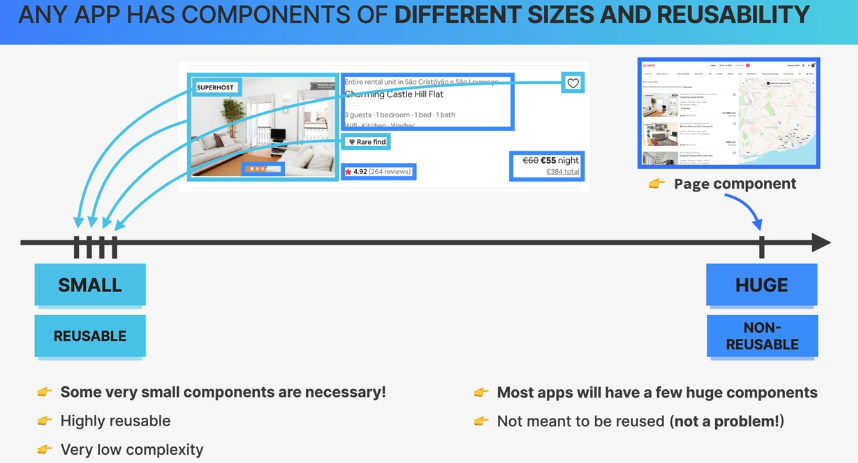 ANY APP HAS COMPONENTS OF DIFFERENT SIZES AND REUSABILITY
SUPERHOST
Entire rental unit in São Cristóvão e São Lourenço
Charming Castle Hill Flat
3 guests · 1 bedroom · 1 bed · 1 bath
Wifi · Kitchen · Washer
Rare find
4.92 (264 reviews)
€60 €55 night
€384 total
👉 Page component
SMALL
REUSABLE
HUGE
NON-
REUSABLE
👉 Some very small components are necessary!
👉 Highly reusable
👉 Very low complexity
👉 Most apps will have a few huge components
👉 Not meant to be reused (not a problem!)